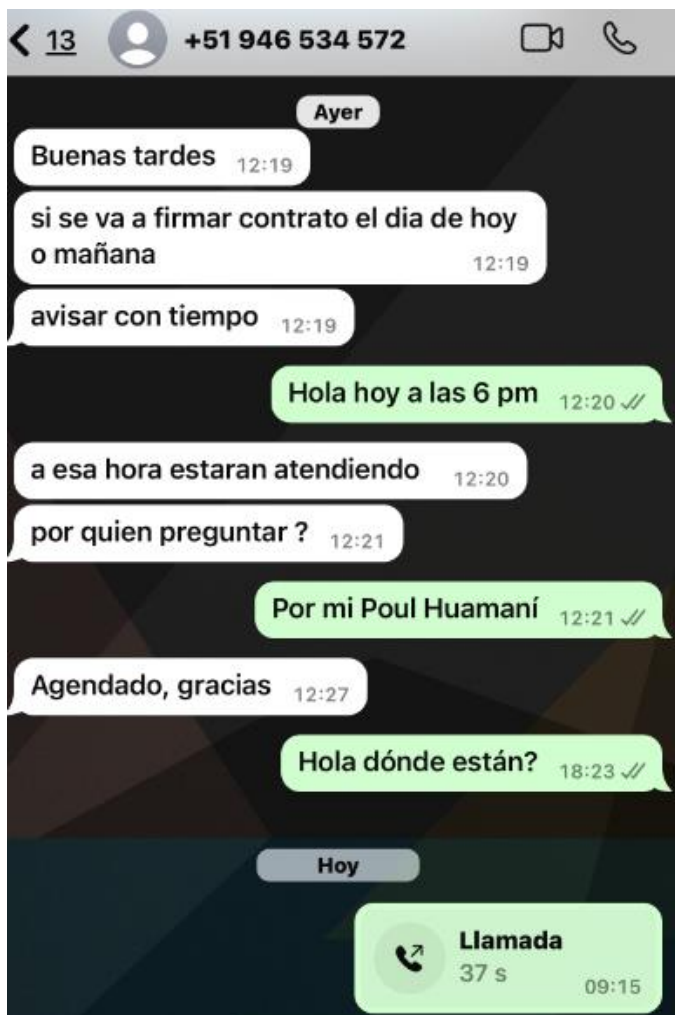 13
+51 946 534 572
Ayer
Buenas tardes 12:19
si se va a firmar contrato el dia de hoy
o mañana 12:19
avisar con tiempo 12:19
Hola hoy a las 6 pm 12:20
a esa hora estaran atendiendo 12:20
por quien preguntar ? 12:21
Por mi Poul Huamaní 12:21
Agendado, gracias 12:27
Hola dónde están? 18:23
Hoy
Llamada
37 s 09:15